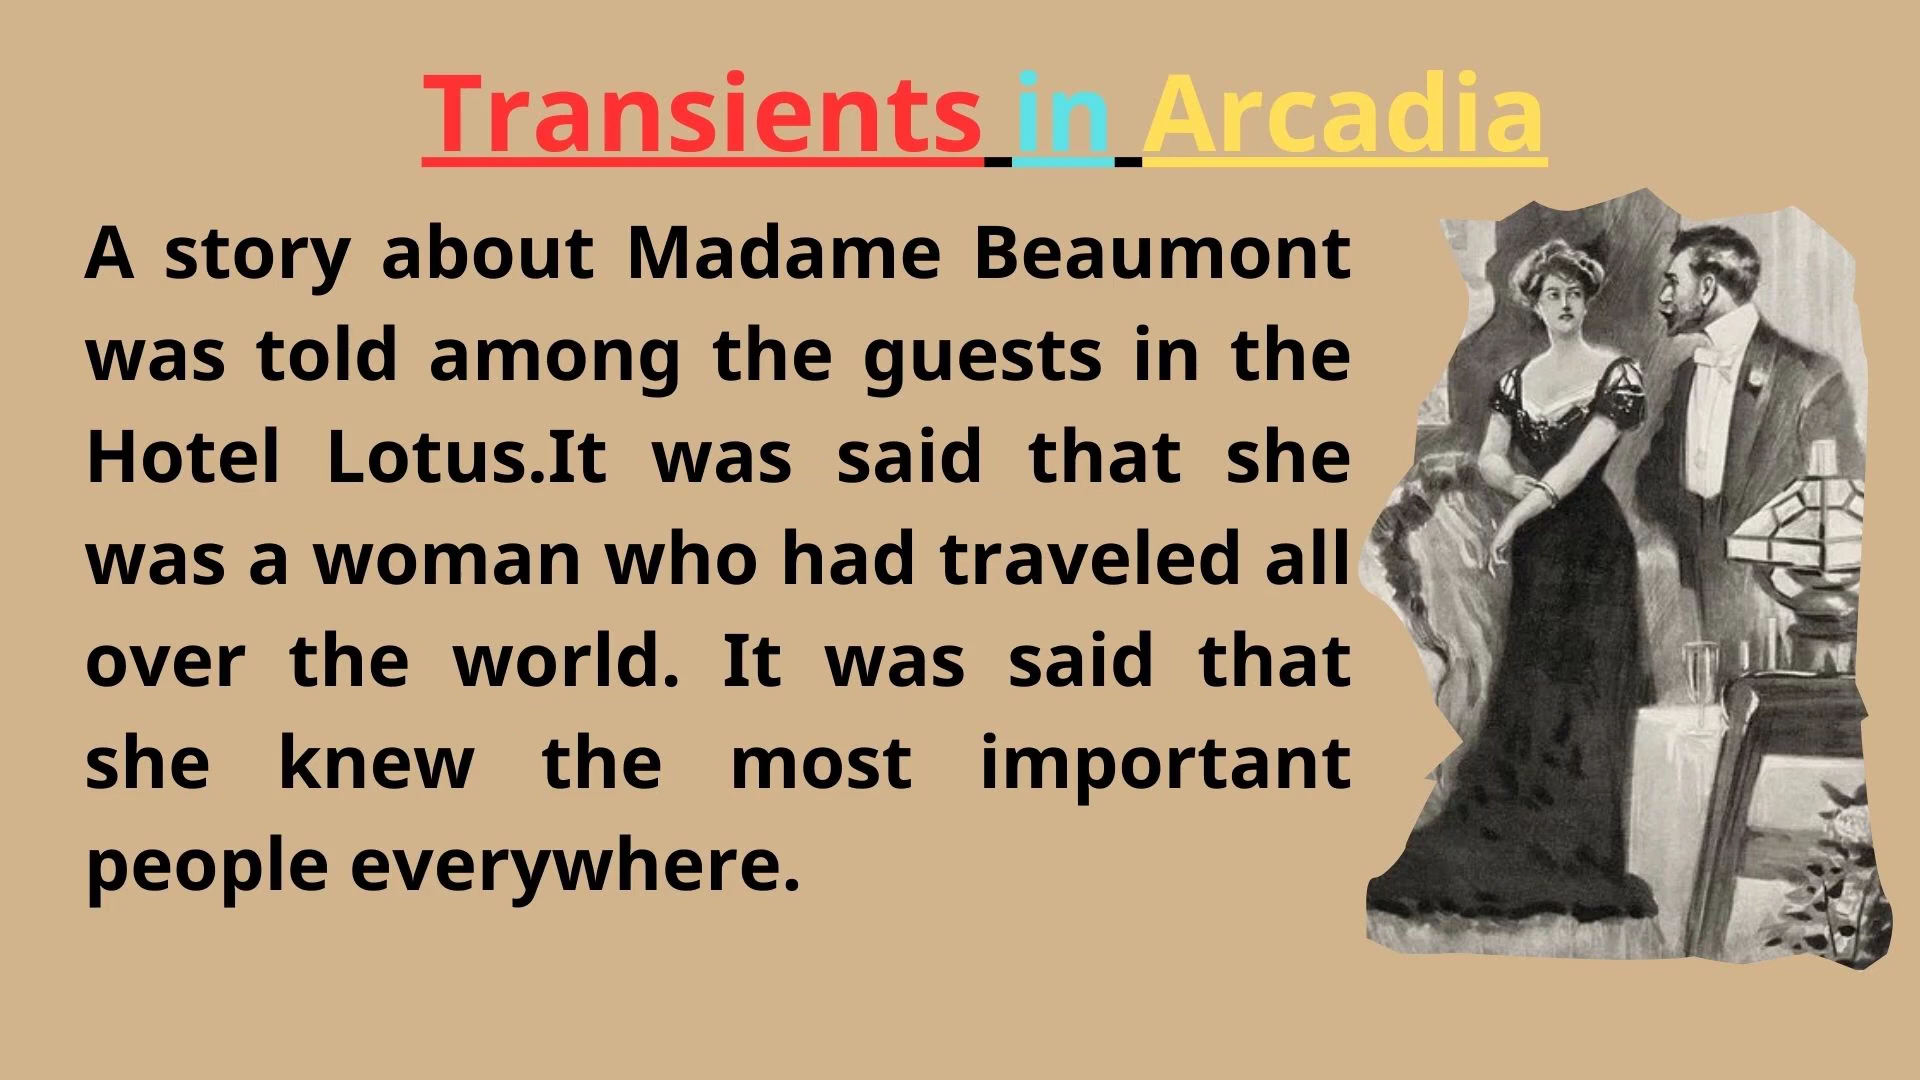 Transients in Arcadia
A story about Madame Beaumont
was told among the guests in the
Hotel Lotus.It was said that she
was a woman who had traveled all
over the world. It was said that
she knew the most important
people everywhere.